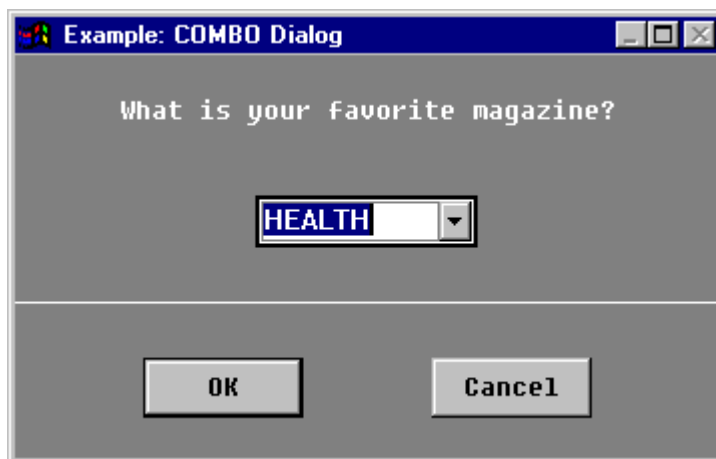 Example: COMBO Dialog
What is your favorite magazine?
HEALTH
OK
Cancel